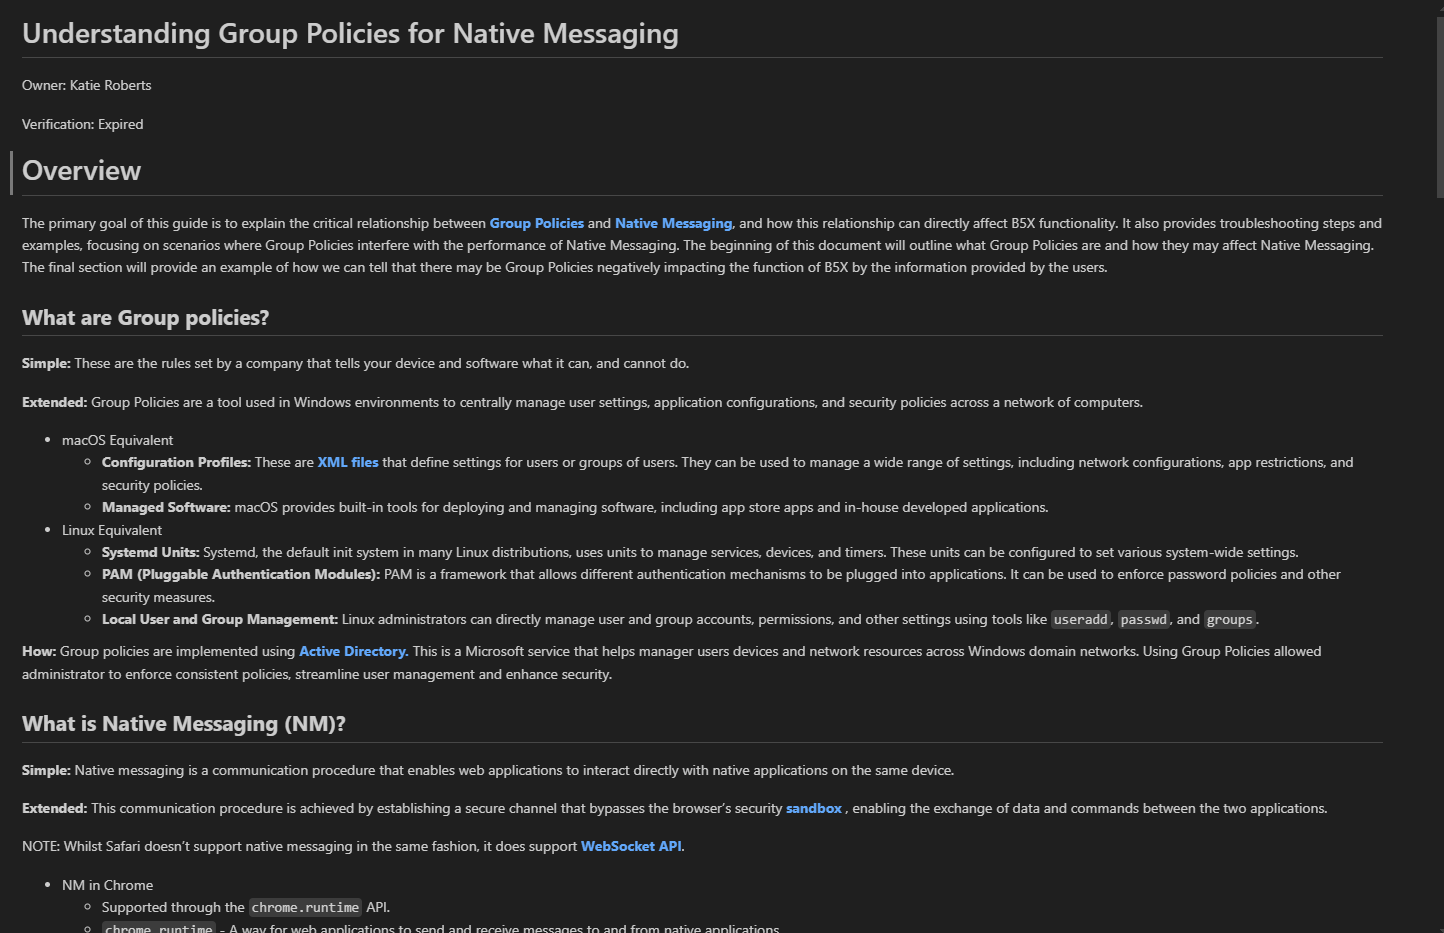 Understanding Group Policies for Native Messaging
Owner: Katie Roberts
Verification: Expired
Overview
The primary goal of this guide is to explain the critical relationship between Group Policies and Native Messaging, and how this relationship can directly affect B5X functionality. It also provides troubleshooting steps and
examples, focusing on scenarios where Group Policies interfere with the performance of Native Messaging. The beginning of this document will outline what Group Policies are and how they may affect Native Messaging.
The final section will provide an example of how we can tell that there may be Group Policies negatively impacting the function of B5X by the information provided by the users.
What are Group policies?
Simple: These are the rules set by a company that tells your device and software what it can, and cannot do.
Extended: Group Policies are a tool used in Windows environments to centrally manage user settings, application configurations, and security policies across a network of computers.
• macOS Equivalent
◦ Configuration Profiles: These are XML files that define settings for users or groups of users. They can be used to manage a wide range of settings, including network configurations, app restrictions, and
security policies.
◦ Managed Software: macOS provides built-in tools for deploying and managing software, including app store apps and in-house developed applications.
• Linux Equivalent
◦ Systemd Units: Systemd, the default init system in many Linux distributions, uses units to manage services, devices, and timers. These units can be configured to set various system-wide settings.
◦ PAM (Pluggable Authentication Modules): PAM is a framework that allows different authentication mechanisms to be plugged into applications. It can be used to enforce password policies and other
security measures.
◦ Local User and Group Management: Linux administrators can directly manage user and group accounts, permissions, and other settings using tools like useradd, passwd, and groups.
How: Group policies are implemented using Active Directory. This is a Microsoft service that helps manager users devices and network resources across Windows domain networks. Using Group Policies allowed
administrator to enforce consistent policies, streamline user management and enhance security.
What is Native Messaging (NM)?
Simple: Native messaging is a communication procedure that enables web applications to interact directly with native applications on the same device.
Extended: This communication procedure is achieved by establishing a secure channel that bypasses the browser’s security sandbox , enabling the exchange of data and commands between the two applications.
NOTE: Whilst Safari doesn’t support native messaging in the same fashion, it does support WebSocket API.
• NM in Chrome
◦ Supported through the chrome.runtime API.
◦ chrome.runtime - A way for web applications to send and receive messages to and from native applications.